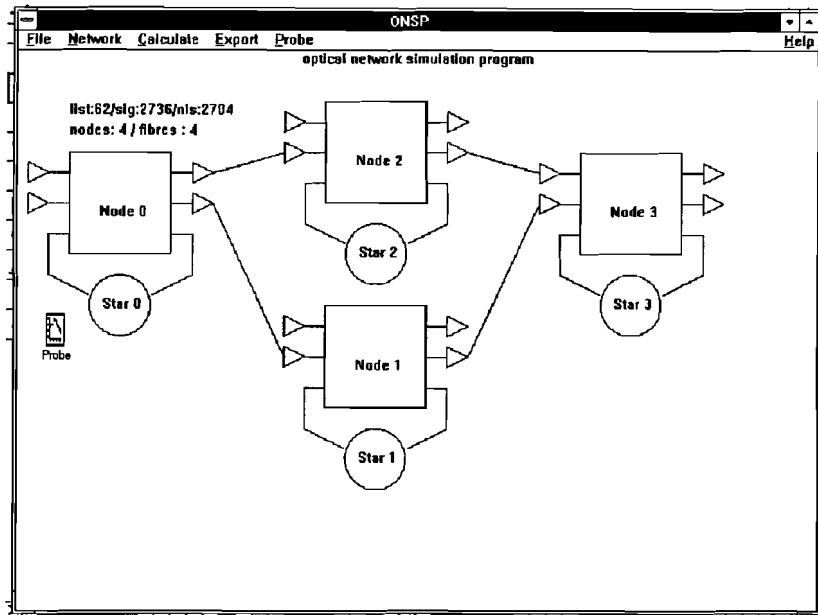 ONSP
File Network Calculate Export Probe Help
optical network simulation program
list:62/sig:2736/nls:2704
nodes: 4 / fibres : 4
Node 2
Node 0
Node 3
Star 2
Star 0
Star 3
Probe
Node 1
Star 1